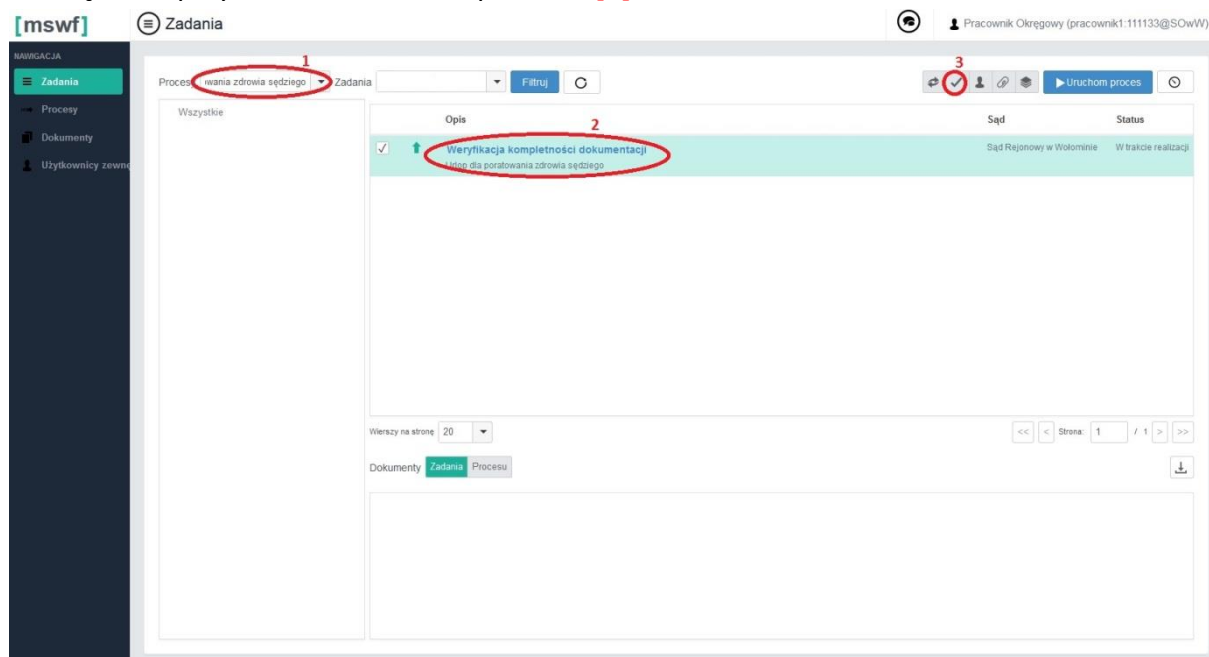 [mswf]
Zadania
Pracownik Okręgowy (pracownik1:111133@SOwW)
NAWIGACJA
Zadania
Procesy
Dokumenty
Użytkownicy zewnę
1
Proces wania zdrowia sędziego Zadania Filtruj
3
Uruchom proces
Wszystkie
Opis Sąd Status
2
Weryfikacja kompletności dokumentacji Sąd Rejonowy w Wołominie W trakcie realizacji
Urlop dla poratowania zdrowia sędziego
Wierszy na stronę 20 << < Strona: 1 / 1 > >>
Dokumenty Zadania Procesu